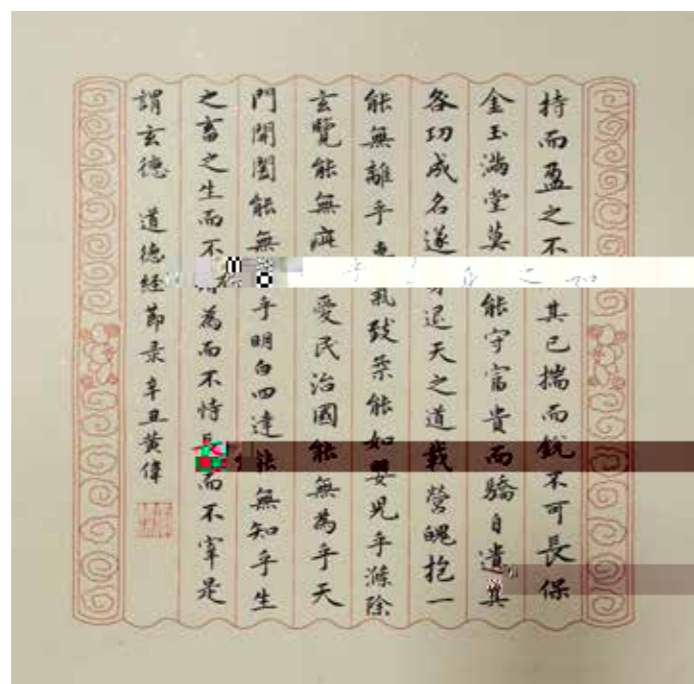 持而盈之不其已揣而銳不可長保
金玉滿堂莫能守富貴而驕自遺其
咎功成名遂退天之道載營魄抱一
能無離乎氣致柔能如嬰兒乎滌除
玄覽能無疵愛民治國能無為乎天
門開闔能無乎明白四達能無知乎生
之畜之生而不為而不恃而不宰是
謂玄德 道德经節录 辛丑黄偉